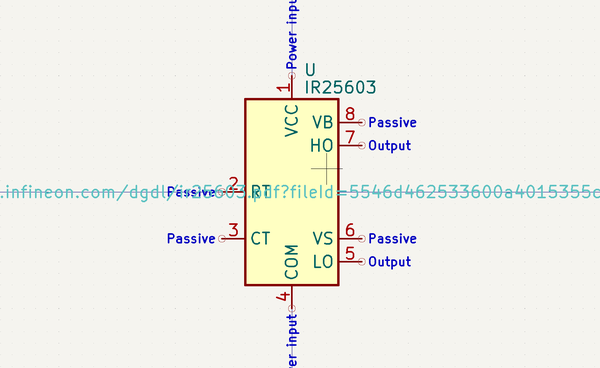 Power input
U
IR25603
1
VCC
VB 8 Passive
HO 7 Output
.infineon.com/dgdl/ir25603.pdf?fileId=5546d462533600a4015355c
Passive 2 RT
Passive 3 CT
VS 6 Passive
LO 5 Output
COM
4
er input